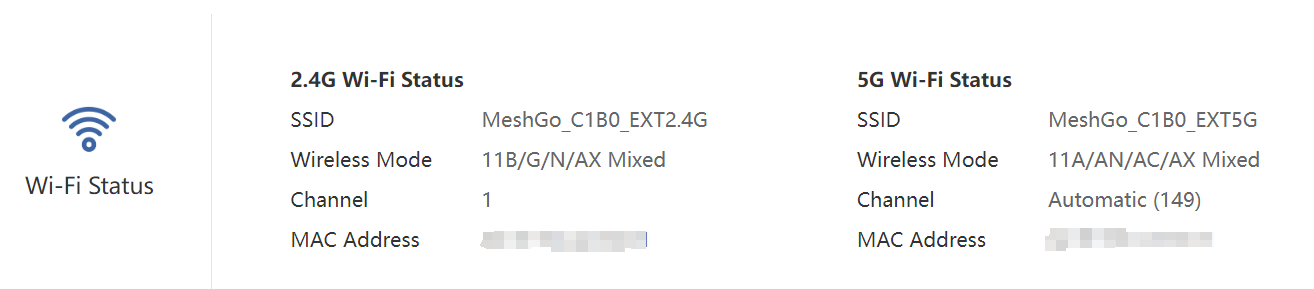 Wi-Fi Status
2.4G Wi-Fi Status
SSID MeshGo_C1B0_EXT2.4G
Wireless Mode 11B/G/N/AX Mixed
Channel 1
MAC Address
5G Wi-Fi Status
SSID MeshGo_C1B0_EXT5G
Wireless Mode 11A/AN/AC/AX Mixed
Channel Automatic (149)
MAC Address